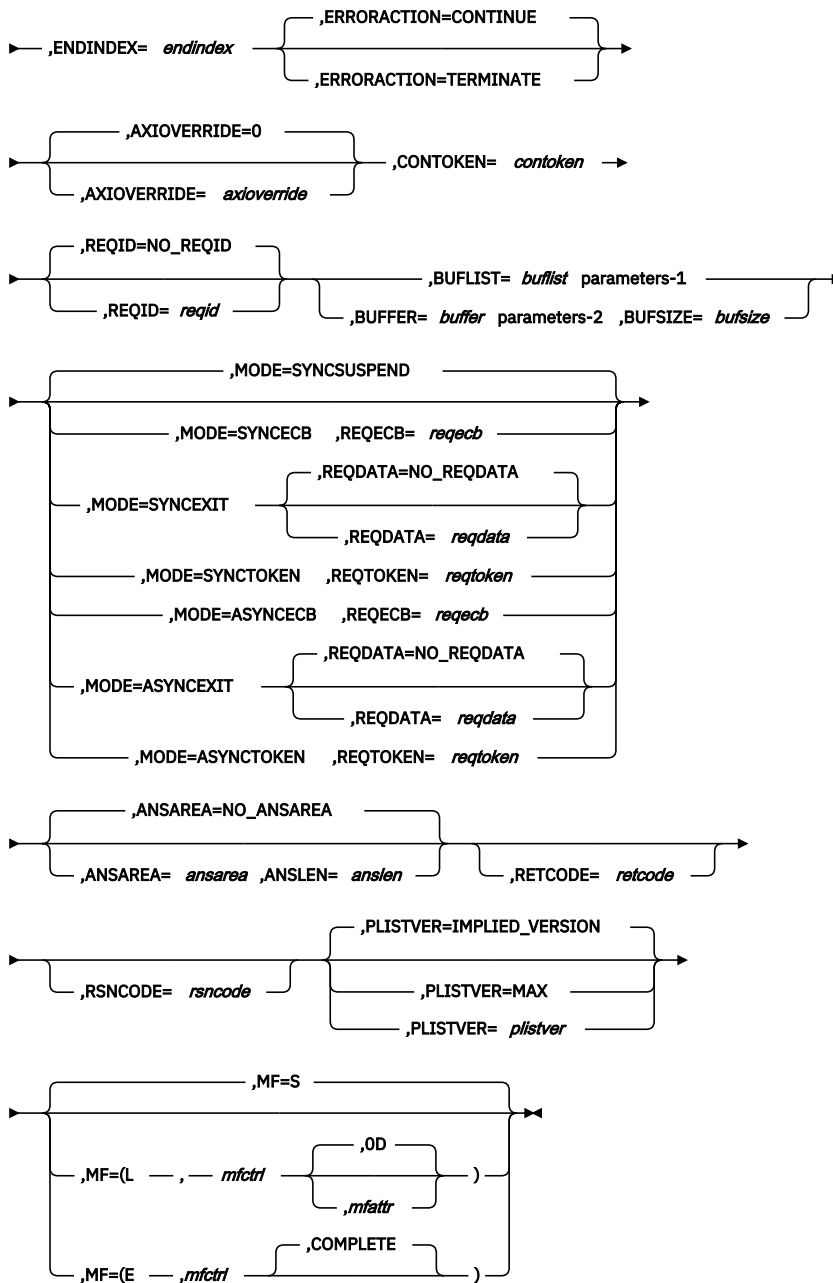 ,ERRORACTION=CONTINUE
,ENDINDEX= endindex
,ERRORACTION=TERMINATE
,AXIOVERRIDE=0
,CONTOKEN= contoken
,AXIOVERRIDE= axioverride
,REQID=NO_REQID
,REQID= reqid
,BUFLIST= buflist parameters-1
,BUFFER= buffer parameters-2 ,BUFSIZE= bufsize
,MODE=SYNCSUSPEND
,MODE=SYNCECB ,REQECB= reqecb
,REQDATA=NO_REQDATA
,MODE=SYNCEXIT
,REQDATA= reqdata
,MODE=SYNCTOKEN ,REQTOKEN= reqtoken
,MODE=ASYNCECB ,REQECB= reqecb
,REQDATA=NO_REQDATA
,MODE=ASYNCEXIT
,REQDATA= reqdata
,MODE=ASYNCTOKEN ,REQTOKEN= reqtoken
,ANSAREA=NO_ANSAREA
,ANSAREA= ansarea ,ANSLEN= anslen
,RETCODE= retcode
,PLISTVER=IMPLIED_VERSION
,RSNCODE= rsncode
,PLISTVER=MAX
,PLISTVER= plistver
,MF=S
,0D
,MF=(L , mfctrl )
,mfattr
,COMPLETE
,MF=(E ,mfctrl )